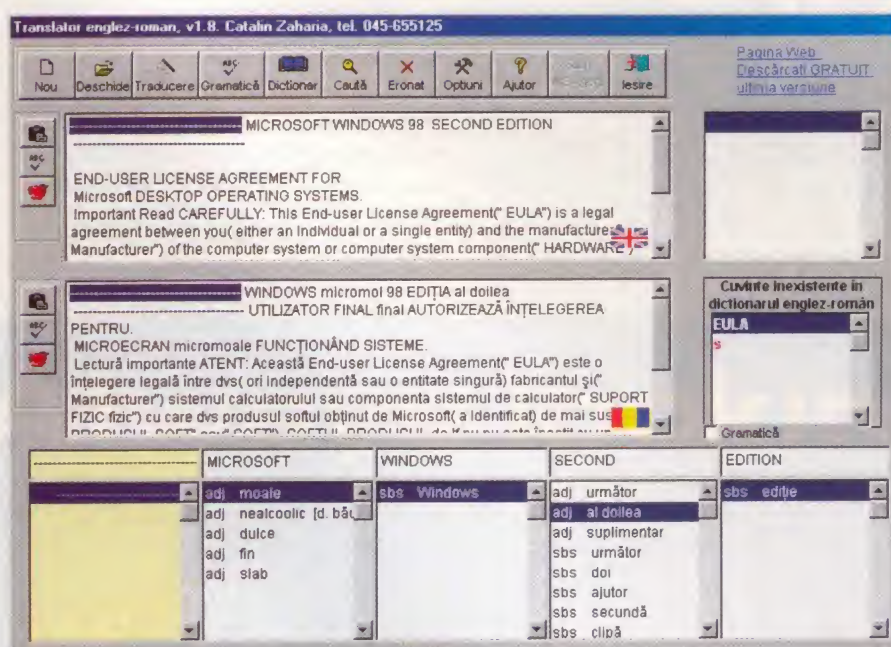 Translator englez-roman, v1.8. Catalin Zaharia, tel. 045-655125
Nou Deschide Traducere Gramatică Dictionar Caută Eronat Optiuni Ajutor Iesire
Pagina Web
Descărcati GRATUIT
ultima versiune
------------------------------ MICROSOFT WINDOWS 98 SECOND EDITION
------------------------------
END-USER LICENSE AGREEMENT FOR
Microsoft DESKTOP OPERATING SYSTEMS.
Important Read CAREFULLY: This End-user License Agreement(" EULA") is a legal
agreement between you( either an individual or a single entity) and the manufacturer
Manufacturer") of the computer system or computer system component(" HARDWARE")
------------------------------ WINDOWS micromol 98 EDIȚIA al doilea
------------------------------ UTILIZATOR FINAL final AUTORIZEAZĂ ÎNȚELEGEREA
PENTRU.
MICROECRAN micromoale FUNCȚIONÂND SISTEME.
Lectură importante ATENT: Această End-user License Agreement(" EULA") este o
înțelegere legală între dvs( ori independentă sau o entitate singură) fabricantul şi("
Manufacturer") sistemul calculatorului sau componenta sistemul de calculator(" SUPORT
FIZIC fizic") cu care dvs produsul softul obținut de Microsoft( a identificat) de mai sus
Cuvinte inexistente în
dictionarul englez-român
EULA
s
Gramatică
------------------------------ MICROSOFT WINDOWS SECOND EDITION
------------------------------
adj moale
adj nealcoolic [d. bău
adj dulce
adj fin
adj slab
sbs Windows
adj următor
adj al doilea
adj suplimentar
sbs următor
sbs doi
sbs ajutor
sbs secundă
sbs clipă
sbs ediție